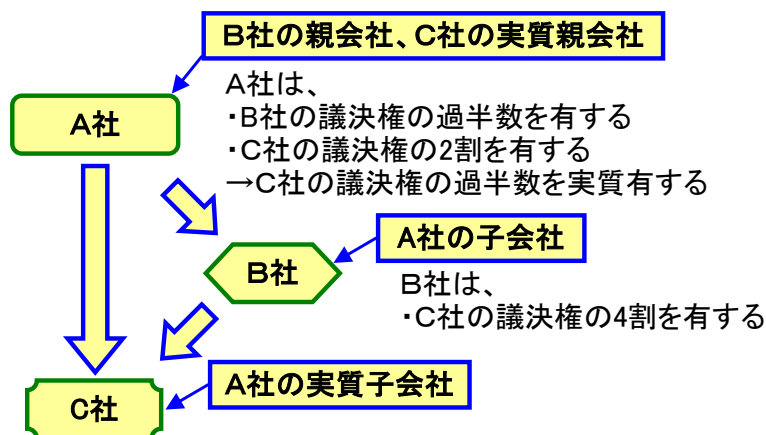 B社の親会社、C社の実質親会社
A社は、
・B社の議決権の過半数を有する
・C社の議決権の2割を有する
→C社の議決権の過半数を実質有する
A社
A社の子会社
B社
B社は、
・C社の議決権の4割を有する
A社の実質子会社
C社